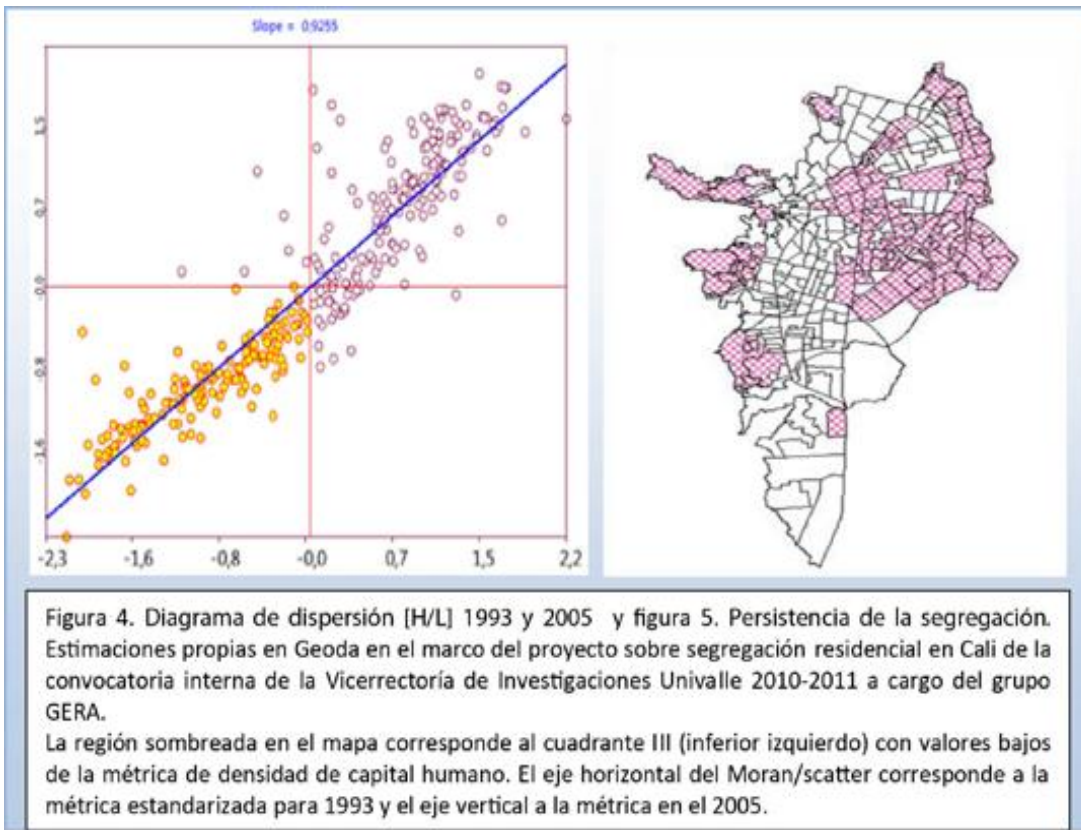 Slope = 0,9255
1,5
0,7
-0,0
-0,8
-1,6
-2,3 -1,6 -0,8 -0,0 0,7 1,5 2,2
Figura 4. Diagrama de dispersión [H/L] 1993 y 2005 y figura 5. Persistencia de la segregación.
Estimaciones propias en Geoda en el marco del proyecto sobre segregación residencial en Cali de la
convocatoria interna de la Vicerrectoría de Investigaciones Univalle 2010-2011 a cargo del grupo
GERA.
La región sombreada en el mapa corresponde al cuadrante III (inferior izquierdo) con valores bajos
de la métrica de densidad de capital humano. El eje horizontal del Moran/scatter corresponde a la
métrica estandarizada para 1993 y el eje vertical a la métrica en el 2005.